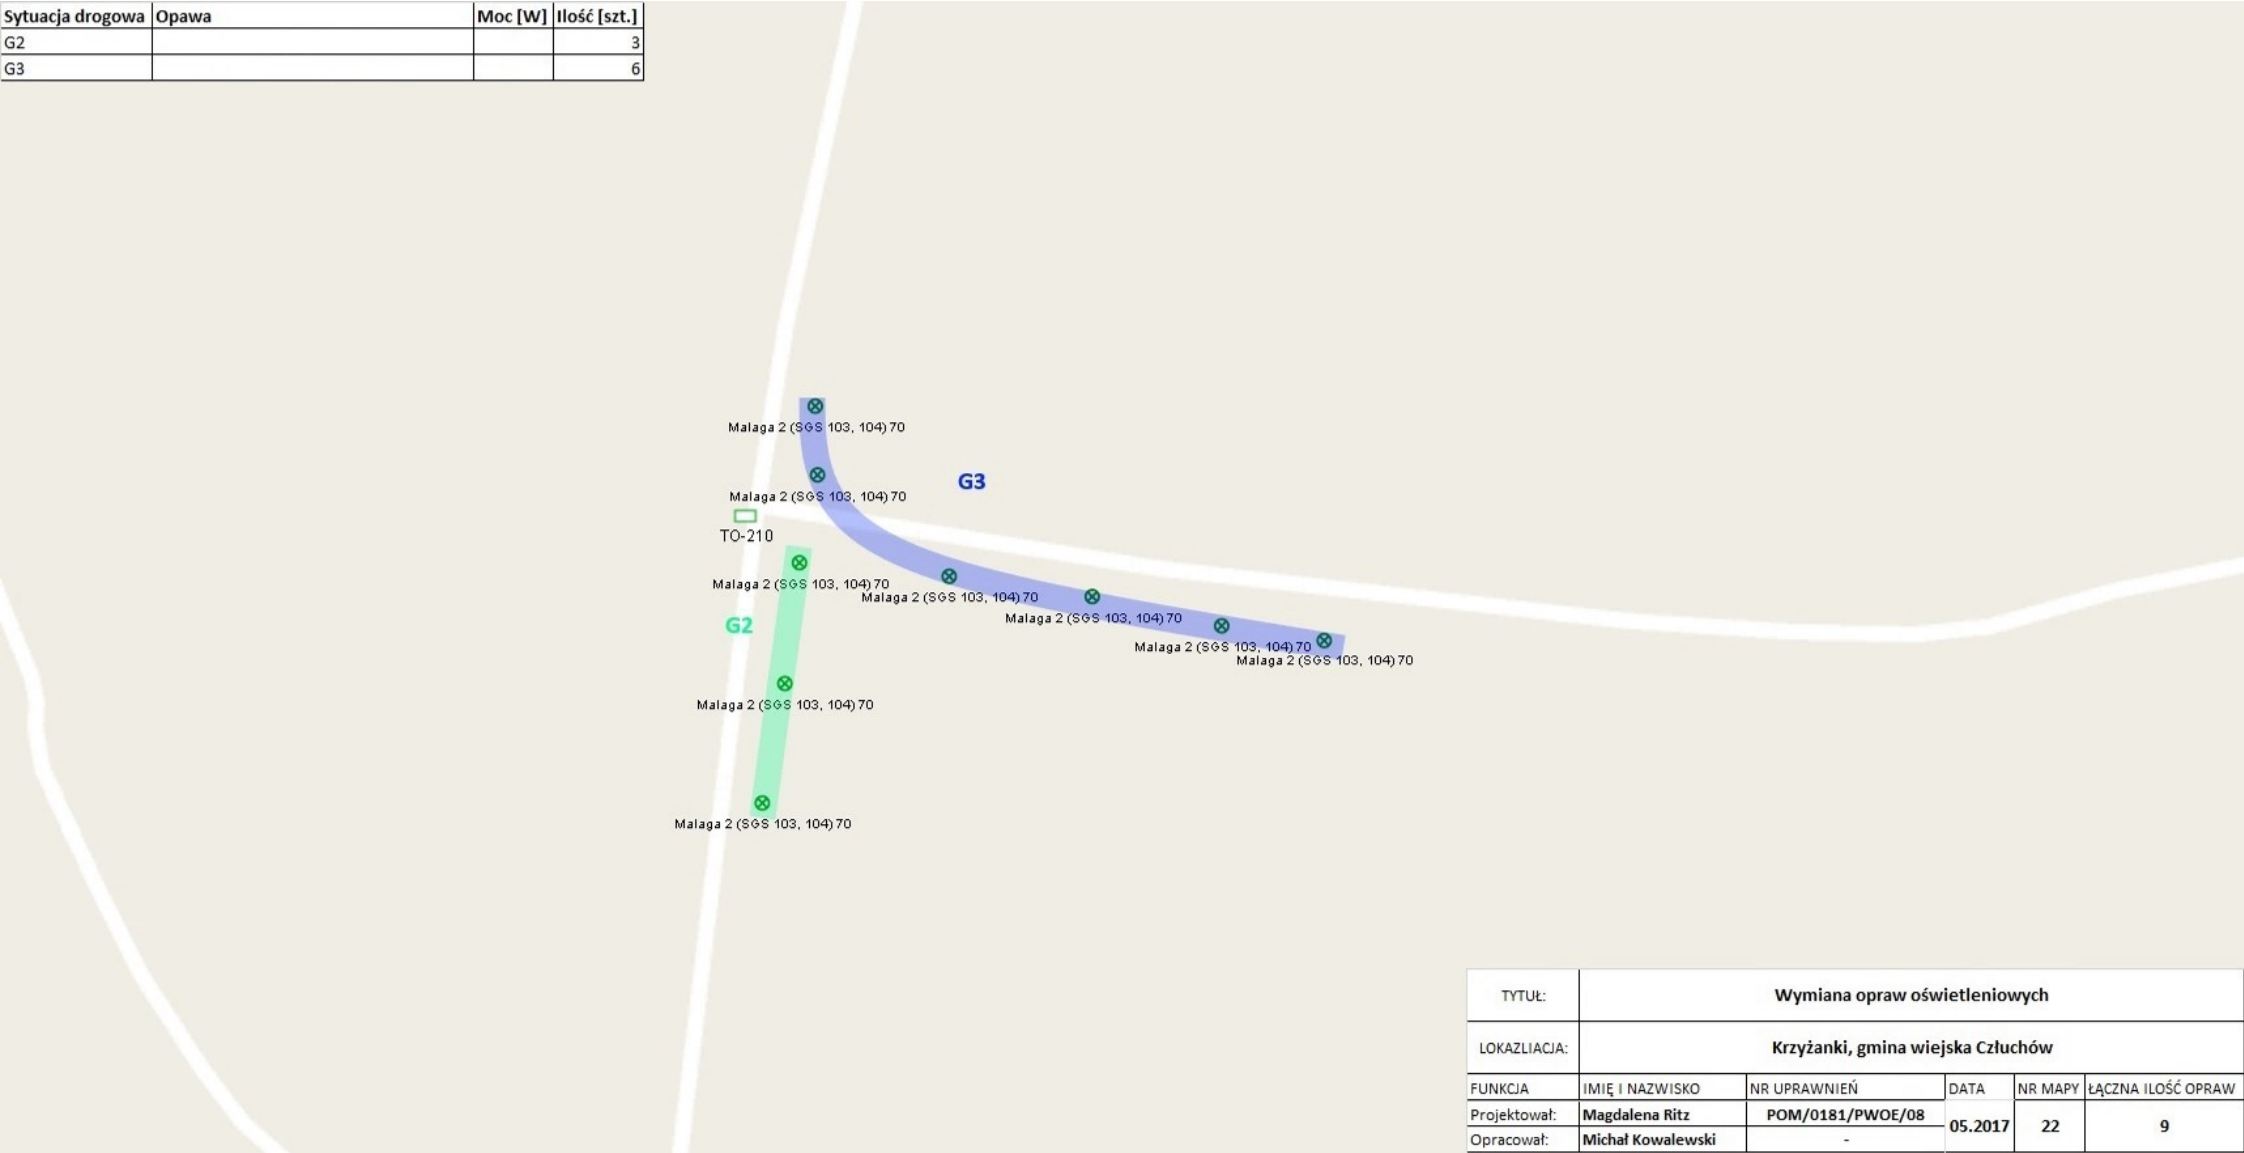 Sytuacja drogowa Opawa Moc [W] Ilość [szt.]
G2 3
G3 6
Malaga 2 (SGS 103, 104) 70
G3
Malaga 2 (SGS 103, 104) 70
TO-210
Malaga 2 (SGS 103, 104) 70
Malaga 2 (SGS 103, 104) 70
Malaga 2 (SGS 103, 104) 70
G2
Malaga 2 (SGS 103, 104) 70
Malaga 2 (SGS 103, 104) 70
Malaga 2 (SGS 103, 104) 70
Malaga 2 (SGS 103, 104) 70
TYTUŁ: Wymiana opraw oświetleniowych
LOKAZLIACJA: Krzyżanki, gmina wiejska Człuchów
FUNKCJA IMIĘ I NAZWISKO NR UPRAWNIEŃ DATA NR MAPY ŁĄCZNA ILOŚĆ OPRAW
Projektował: Magdalena Ritz POM/0181/PWOE/08 05.2017 22 9
Opracował: Michał Kowalewski -